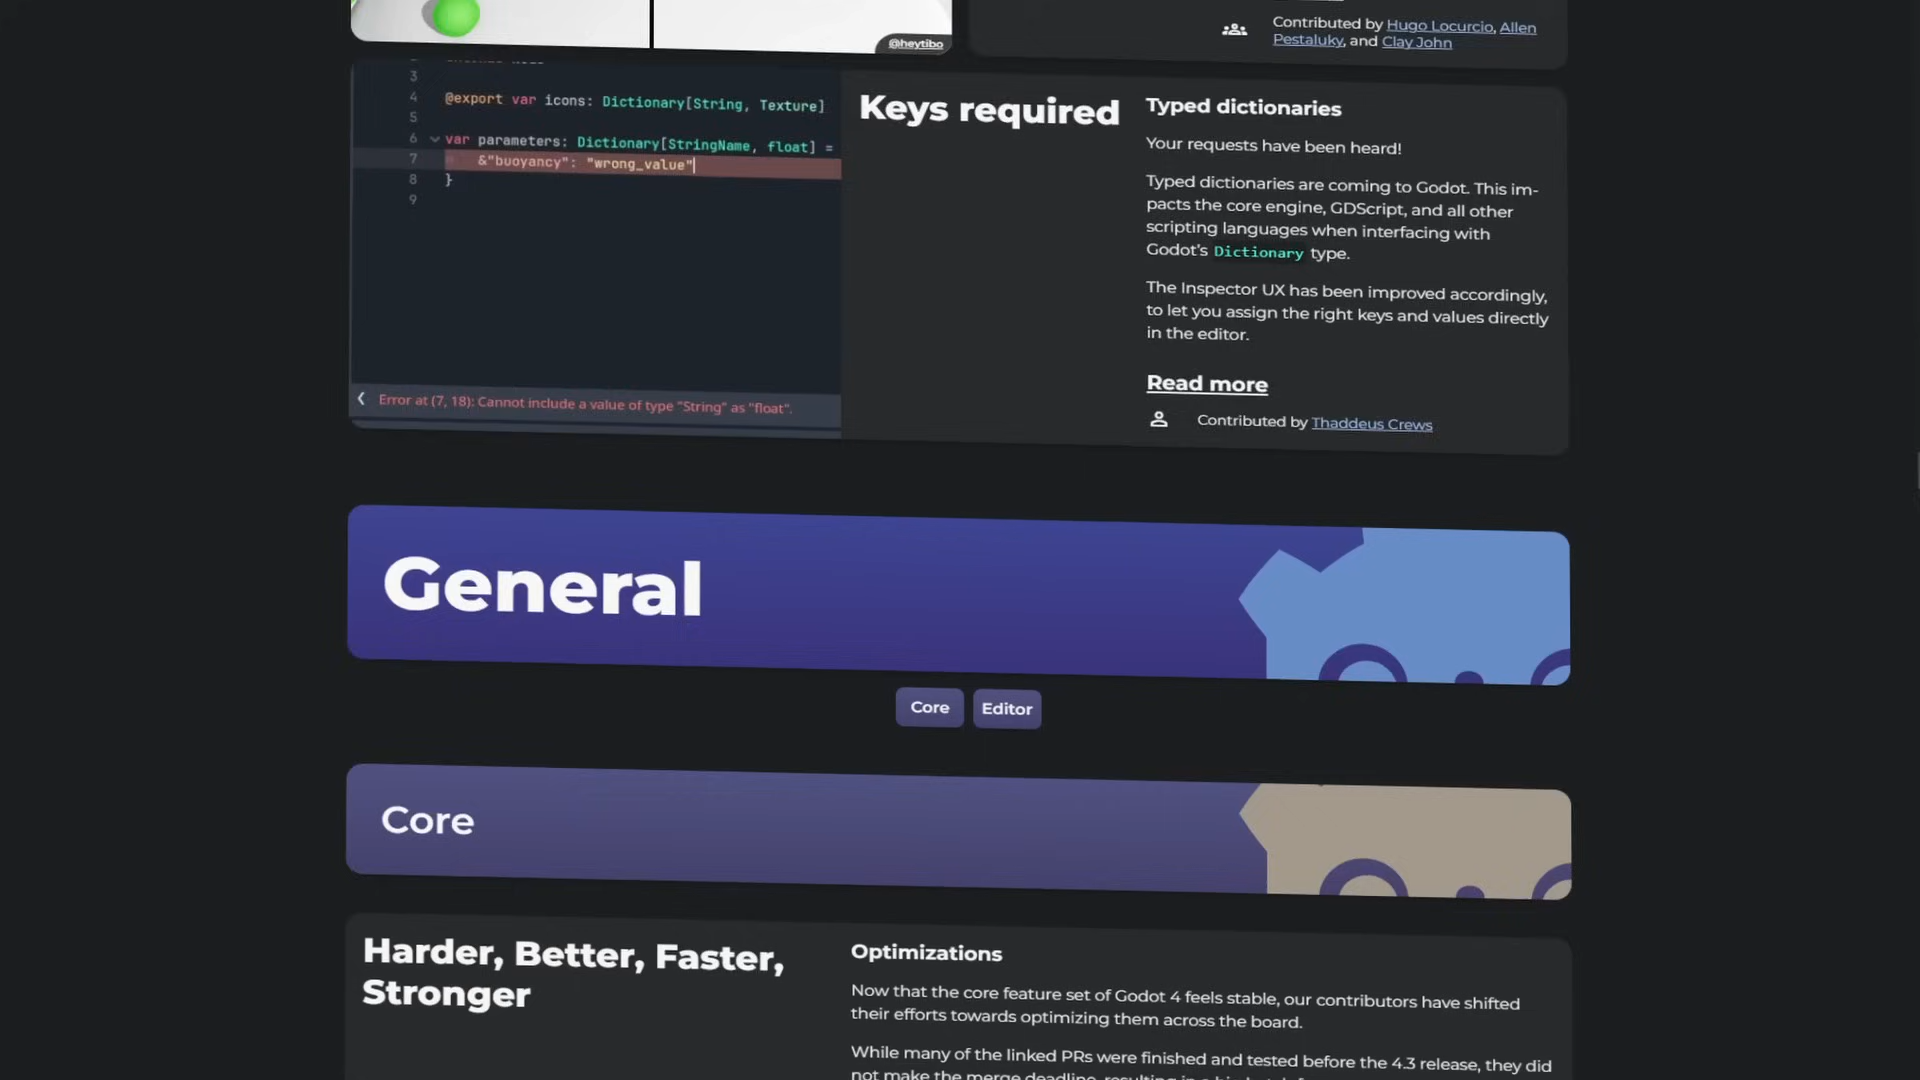 @heytibo
Contributed by Hugo Locurcio, Allen
Pestaluky, and Clay John
3
4 @export var icons: Dictionary[String, Texture]
5
6 var parameters: Dictionary[StringName, float] =
7 &"buoyancy": "wrong_value"
8 }
9
Error at (7, 18): Cannot include a value of type "String" as "float".
Keys required
Typed dictionaries
Your requests have been heard!
Typed dictionaries are coming to Godot. This im-
pacts the core engine, GDScript, and all other
scripting languages when interfacing with
Godot's Dictionary type.
The Inspector UX has been improved accordingly,
to let you assign the right keys and values directly
in the editor.
Read more
Contributed by Thaddeus Crews
General
Core Editor
Core
Harder, Better, Faster,
Stronger
Optimizations
Now that the core feature set of Godot 4 feels stable, our contributors have shifted
their efforts towards optimizing them across the board.
While many of the linked PRs were finished and tested before the 4.3 release, they did
not make the merge deadline, resulting in a